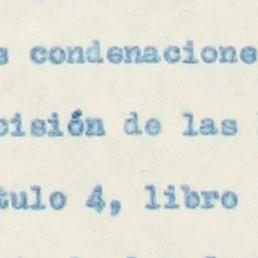 s condenacione
cisión de las
tulo 4, libro